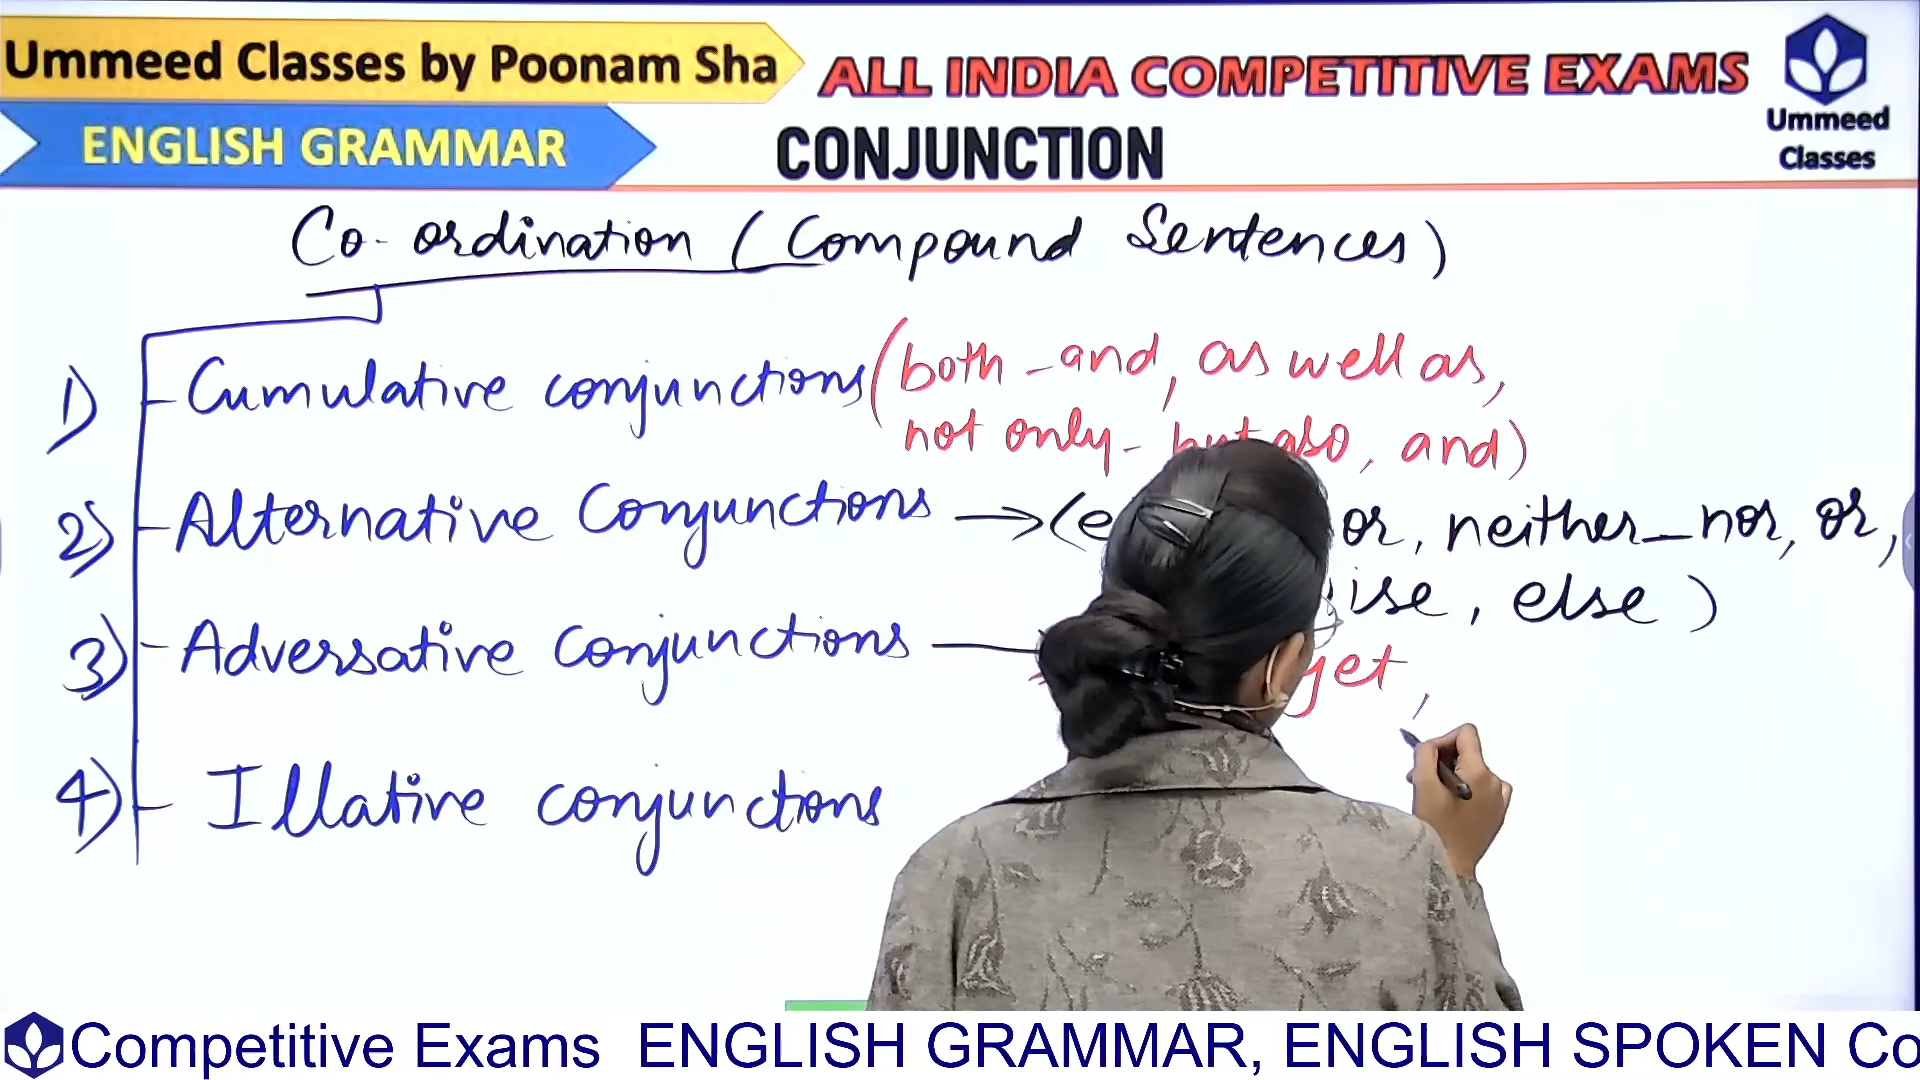 Ummeed Classes by Poonam Sha
ALL INDIA COMPETITIVE EXAMS
Ummeed
Classes
ENGLISH GRAMMAR
CONJUNCTION
Co-ordination (Compound Sentences)
1) Cumulative conjunctions (both - and, as well as,
not only - but also, and)
2) Alternative Conjunctions → or, neither - nor, or,
else)
3) Adversative conjunctions yet,
4) Illative conjunctions
Competitive Exams ENGLISH GRAMMAR, ENGLISH SPOKEN Co